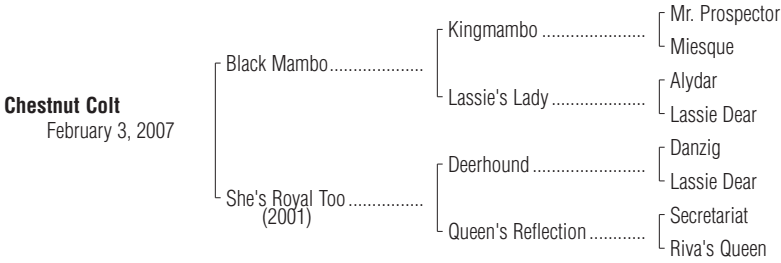 Mr. Prospector
Kingmambo ......................
Miesque
Black Mambo....................
Alydar
Lassie's Lady ....................
Lassie Dear
Chestnut Colt
February 3, 2007
Danzig
Deerhound ........................
Lassie Dear
She's Royal Too ................
(2001)
Secretariat
Queen's Reflection............
Riva's Queen